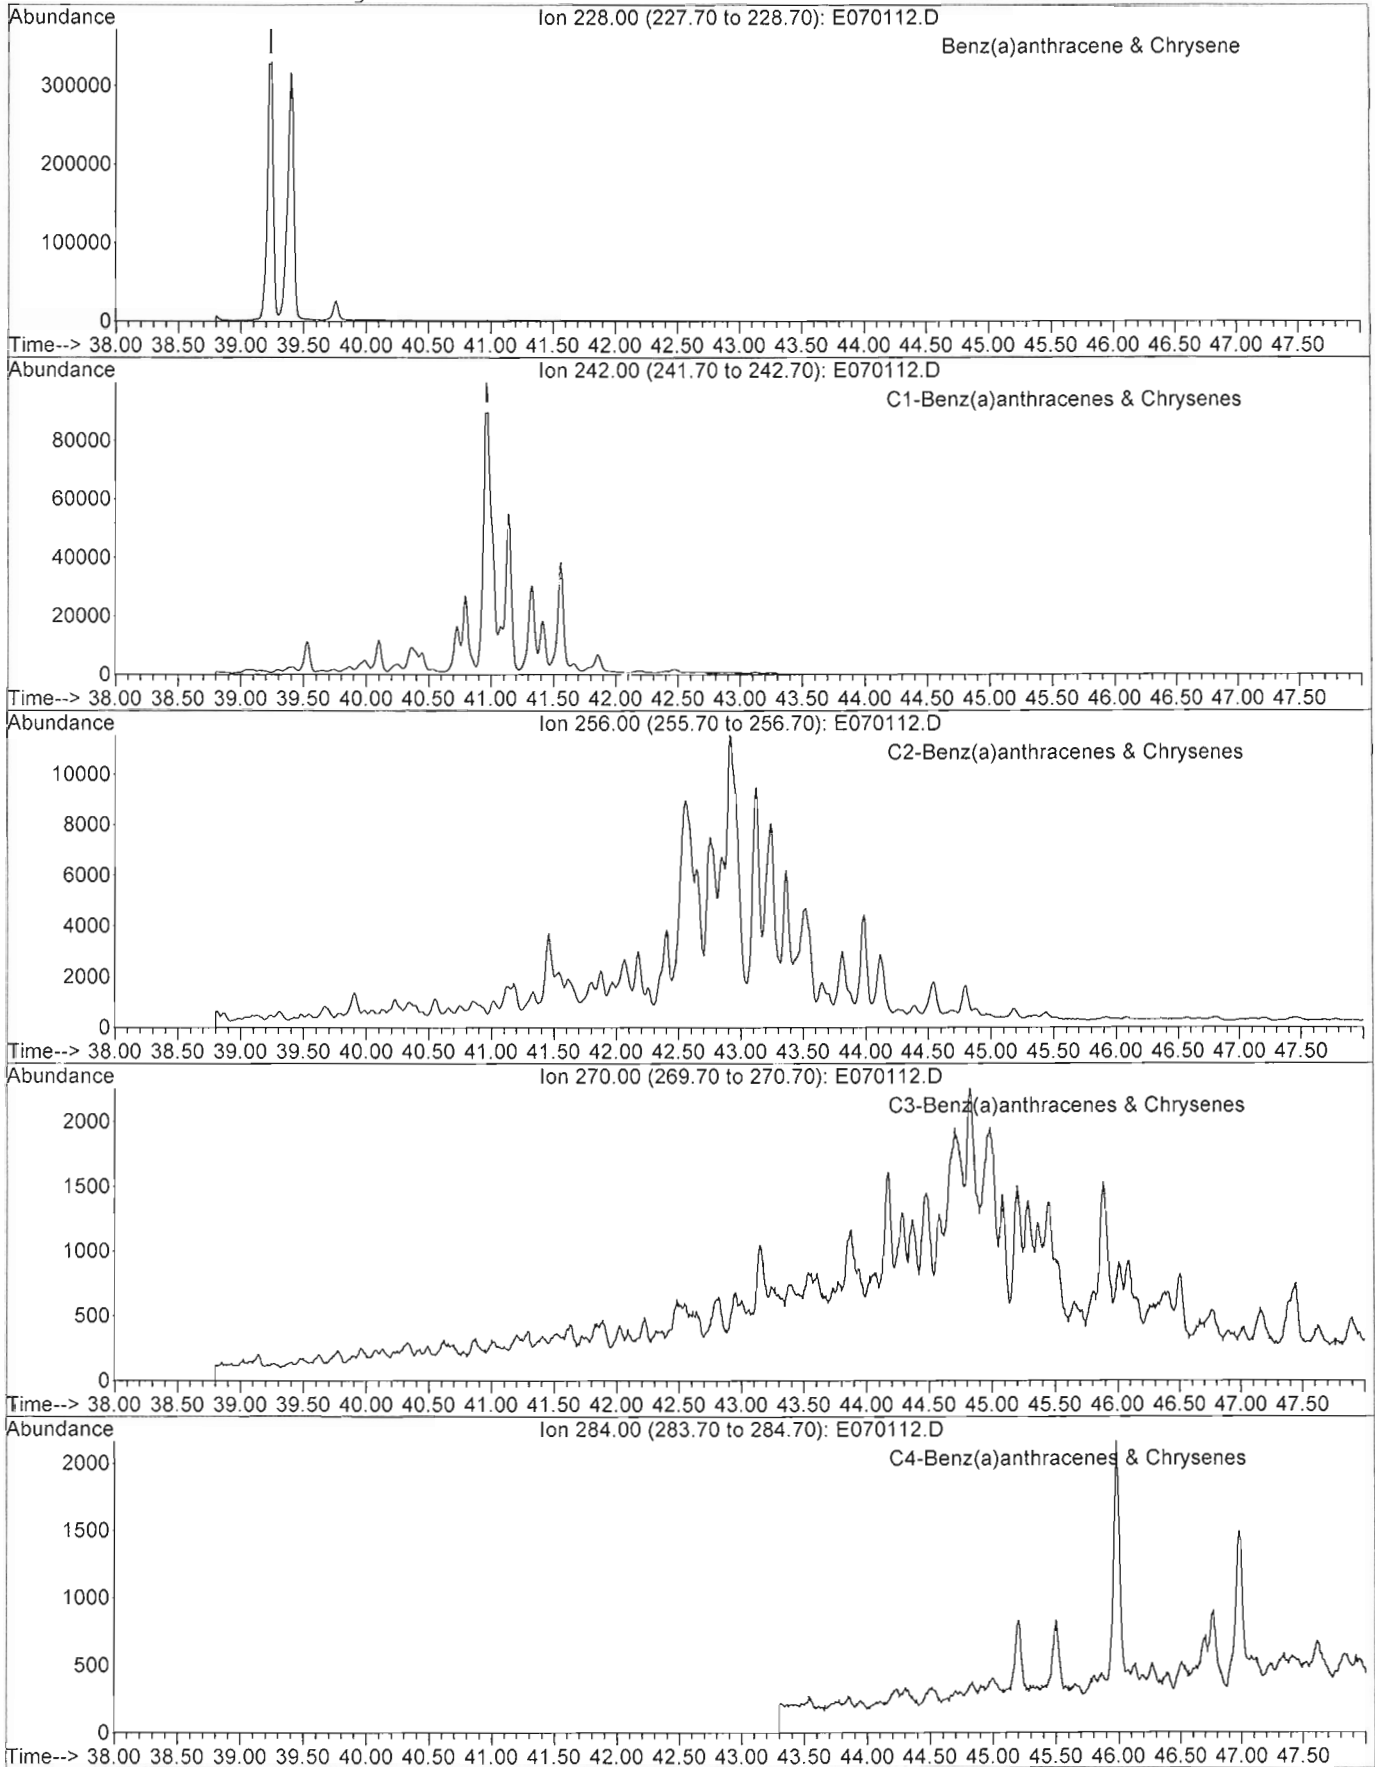 Abundance
Ion 228.00 (227.70 to 228.70): E070112.D
Benz(a)anthracene & Chrysene
300000
200000
100000
0
Time--> 38.00 38.50 39.00 39.50 40.00 40.50 41.00 41.50 42.00 42.50 43.00 43.50 44.00 44.50 45.00 45.50 46.00 46.50 47.00 47.50
Abundance
Ion 242.00 (241.70 to 242.70): E070112.D
C1-Benz(a)anthracenes & Chrysenes
80000
60000
40000
20000
0
Time--> 38.00 38.50 39.00 39.50 40.00 40.50 41.00 41.50 42.00 42.50 43.00 43.50 44.00 44.50 45.00 45.50 46.00 46.50 47.00 47.50
Abundance
Ion 256.00 (255.70 to 256.70): E070112.D
C2-Benz(a)anthracenes & Chrysenes
10000
8000
6000
4000
2000
0
Time--> 38.00 38.50 39.00 39.50 40.00 40.50 41.00 41.50 42.00 42.50 43.00 43.50 44.00 44.50 45.00 45.50 46.00 46.50 47.00 47.50
Abundance
Ion 270.00 (269.70 to 270.70): E070112.D
C3-Benz(a)anthracenes & Chrysenes
2000
1500
1000
500
0
Time--> 38.00 38.50 39.00 39.50 40.00 40.50 41.00 41.50 42.00 42.50 43.00 43.50 44.00 44.50 45.00 45.50 46.00 46.50 47.00 47.50
Abundance
Ion 284.00 (283.70 to 284.70): E070112.D
C4-Benz(a)anthracenes & Chrysenes
2000
1500
1000
500
0
Time--> 38.00 38.50 39.00 39.50 40.00 40.50 41.00 41.50 42.00 42.50 43.00 43.50 44.00 44.50 45.00 45.50 46.00 46.50 47.00 47.50